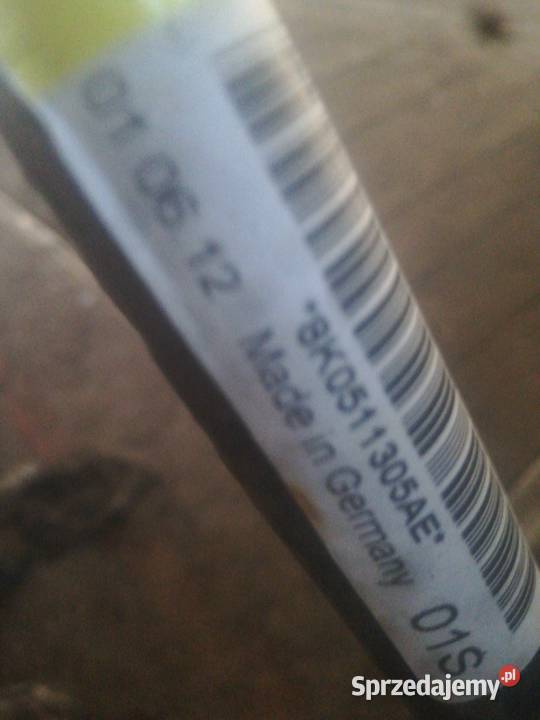 *8K0511305AE*
01 06 12 Made in Germany 01S
Sprzedajemy.pl